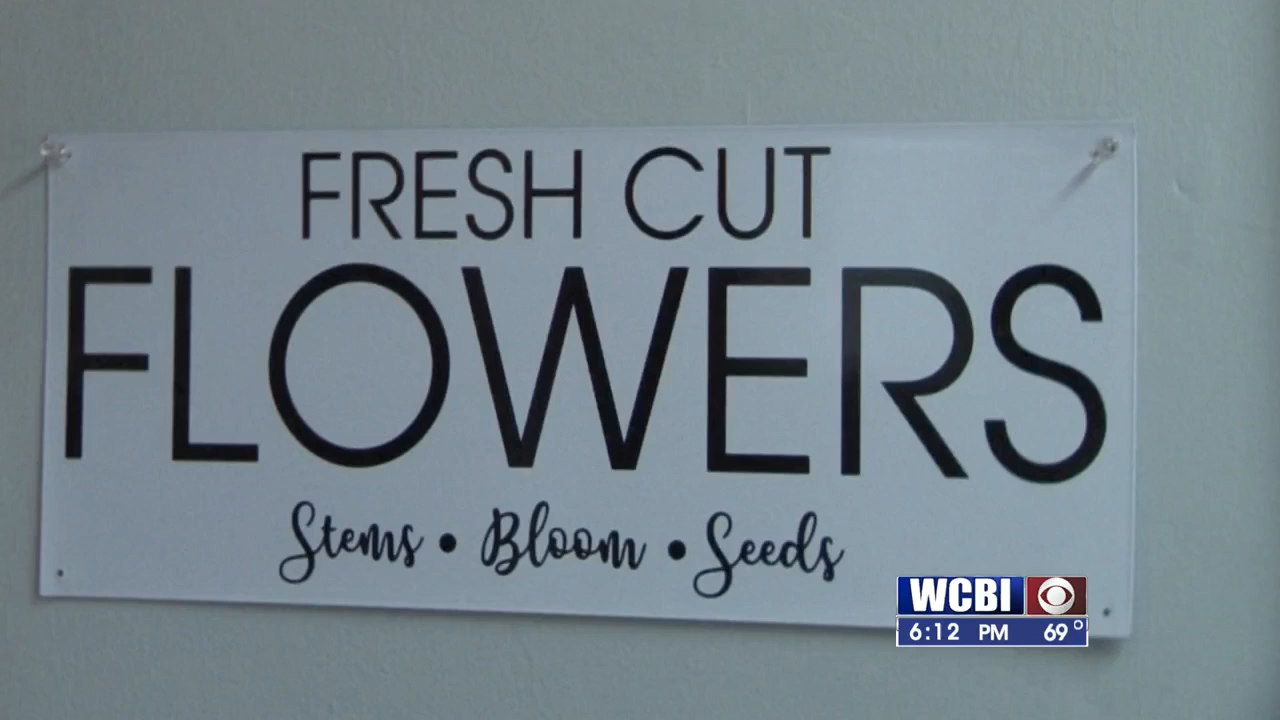 FRESH CUT
FLOWERS
Stems • Bloom • Seeds
WCBI
6:12 PM 69°